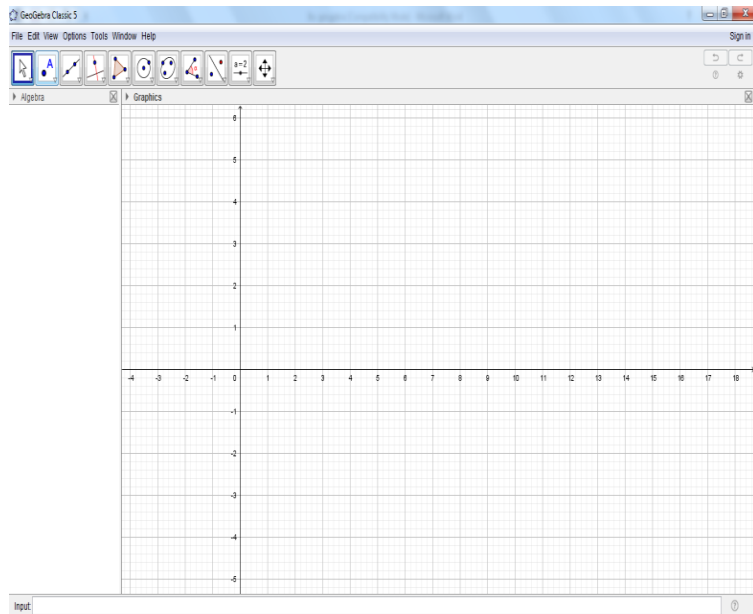 GeoGebra Classic 5
File Edit View Options Tools Window Help
Sign in
A
a=2
Algebra
Graphics
6
5
4
3
2
1
-4 -3 -2 -1 0 1 2 3 4 5 6 7 8 9 10 11 12 13 14 15 16 17 18
-1
-2
-3
-4
-5
Input: